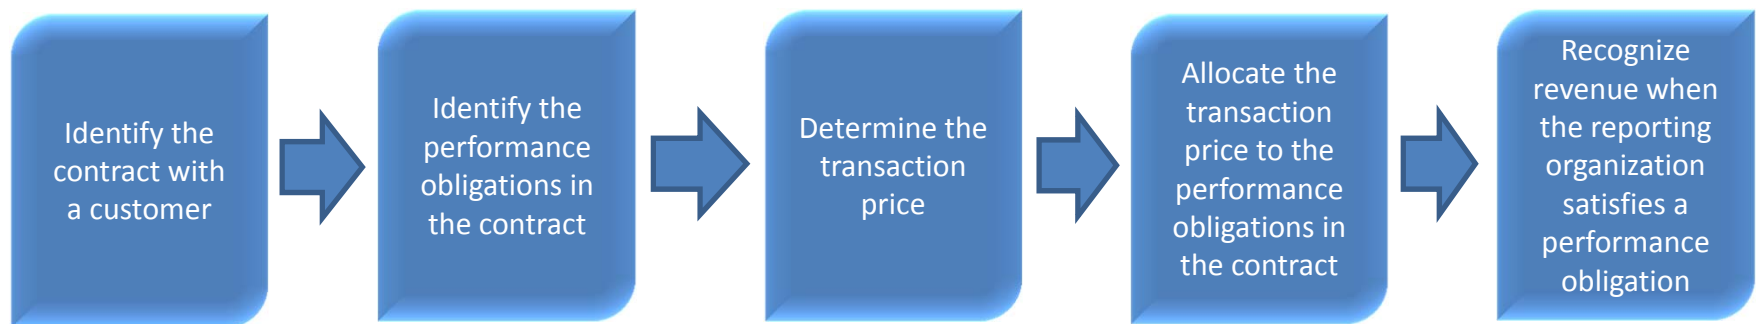 Identify the
contract with
a customer
Identify the
performance
obligations in
the contract
Determine the
transaction
price
Allocate the
transaction
price to the
performance
obligations in
the contract
Recognize
revenue when
the reporting
organization
satisfies a
performance
obligation